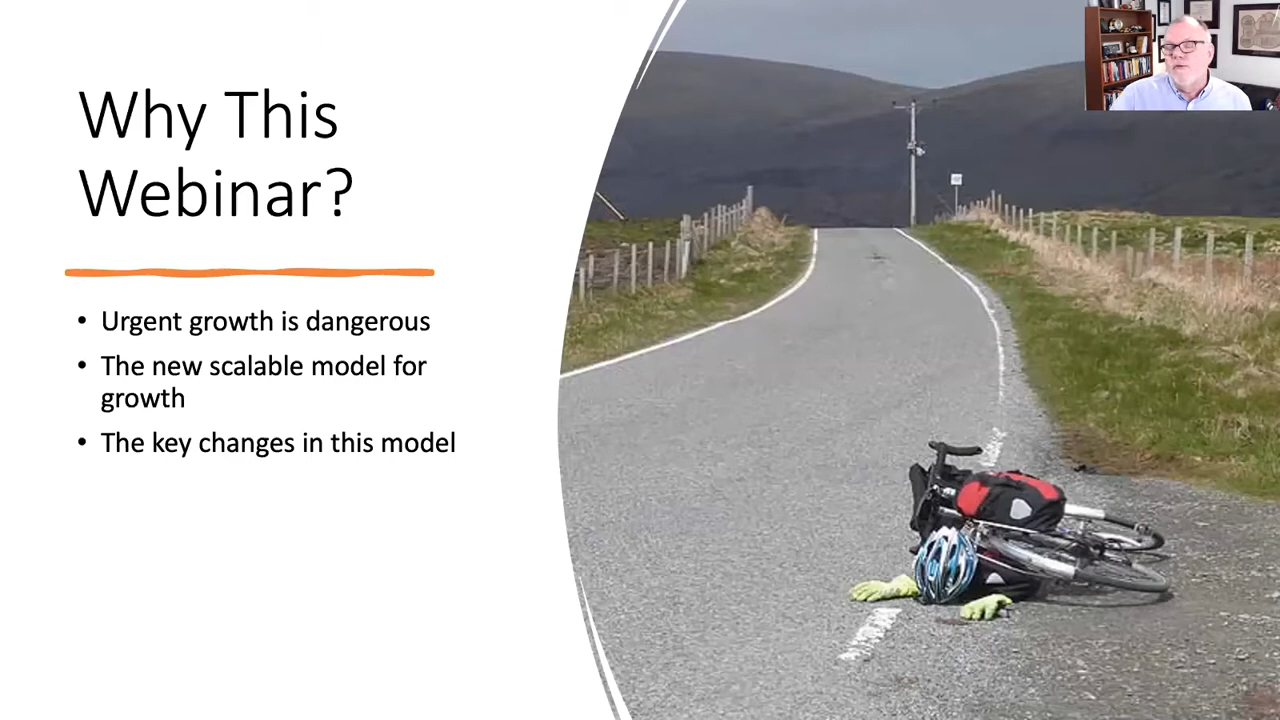 Why This
Webinar?
• Urgent growth is dangerous
• The new scalable model for
growth
• The key changes in this model